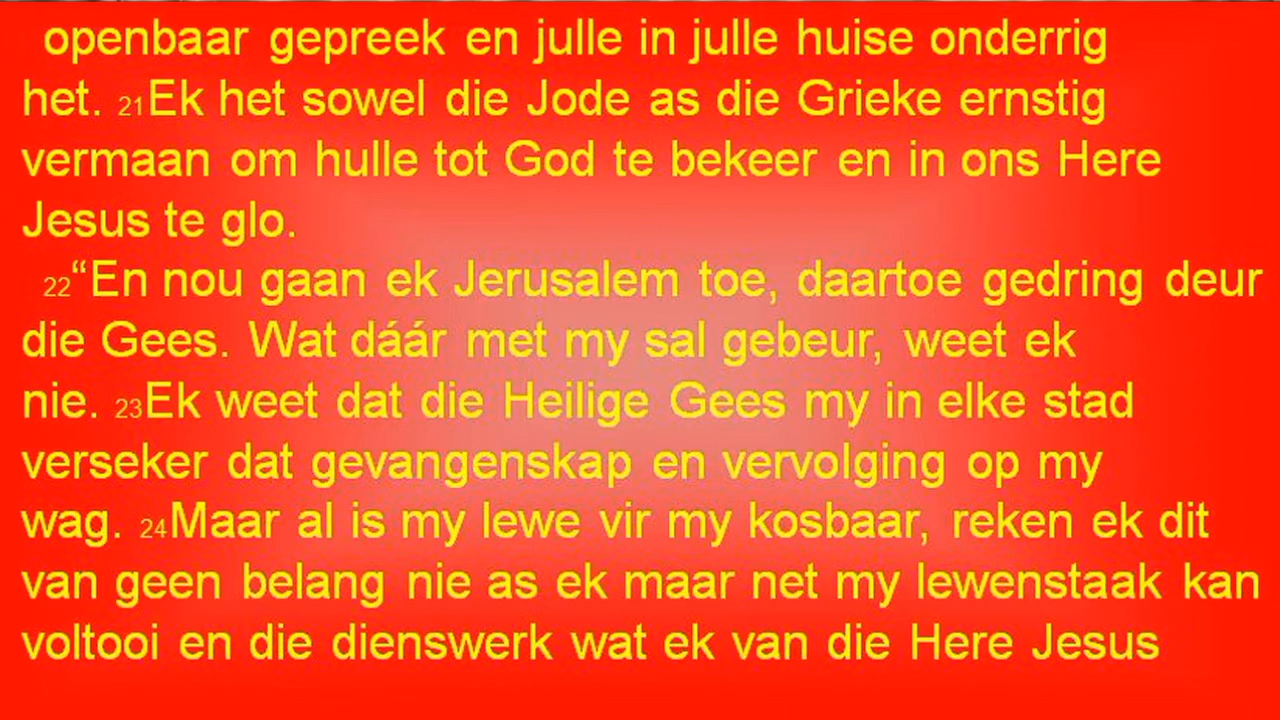 openbaar gepreek en julle in julle huise onderrig
het. 21Ek het sowel die Jode as die Grieke ernstig
vermaan om hulle tot God te bekeer en in ons Here
Jesus te glo.
22“En nou gaan ek Jerusalem toe, daartoe gedring deur
die Gees. Wat dáár met my sal gebeur, weet ek
nie. 23Ek weet dat die Heilige Gees my in elke stad
verseker dat gevangenskap en vervolging op my
wag. 24Maar al is my lewe vir my kosbaar, reken ek dit
van geen belang nie as ek maar net my lewenstaak kan
voltooi en die dienswerk wat ek van die Here Jesus